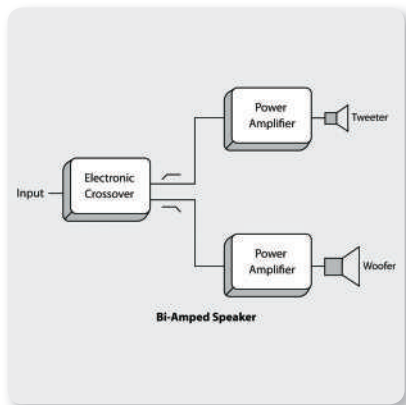 Power
Amplifier
Tweeter
Electronic
Crossover
Input
Power
Amplifier
Woofer
Bi-Amped Speaker